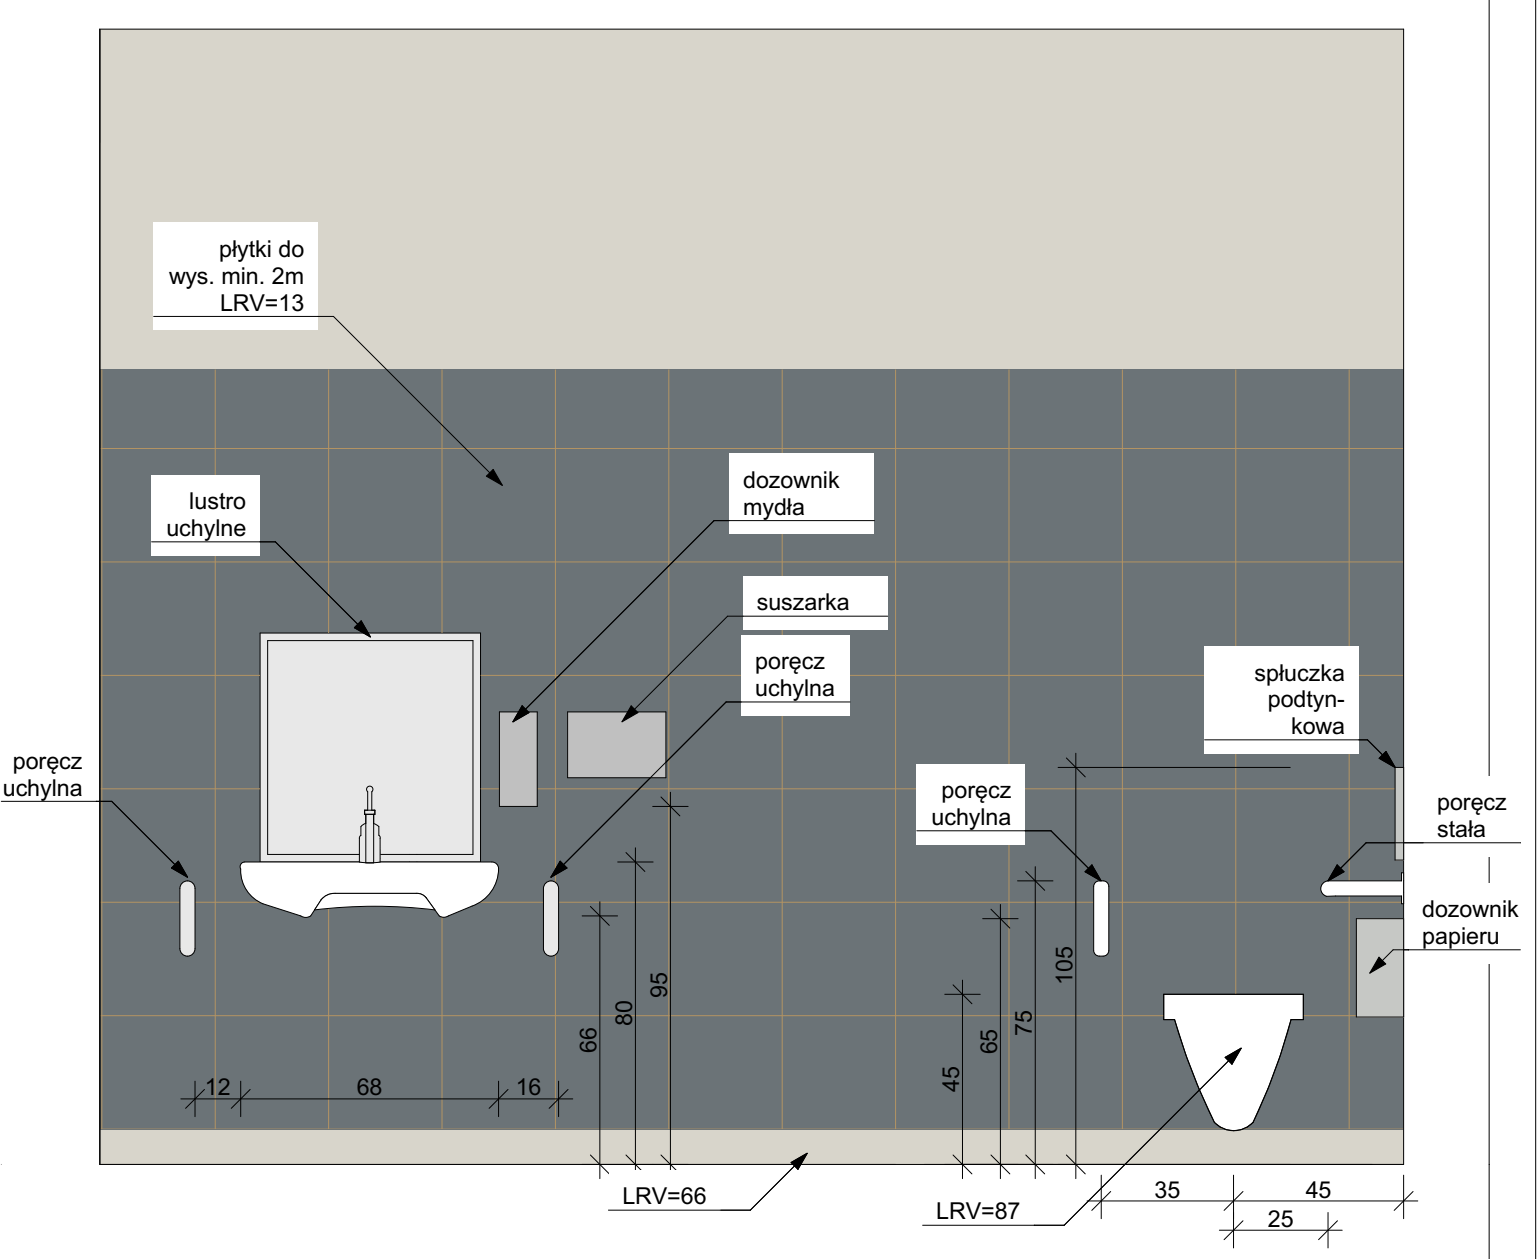 płytki do
wys. min. 2m
LRV=13
lustro
uchylne
dozownik
mydła
suszarka
poręcz
uchylna
poręcz
uchylna
spłuczka
podtyn-
kowa
poręcz
uchylna
poręcz
stała
dozownik
papieru
66
80
95
45
65
75
105
12
68
16
LRV=66
LRV=87
35
45
25